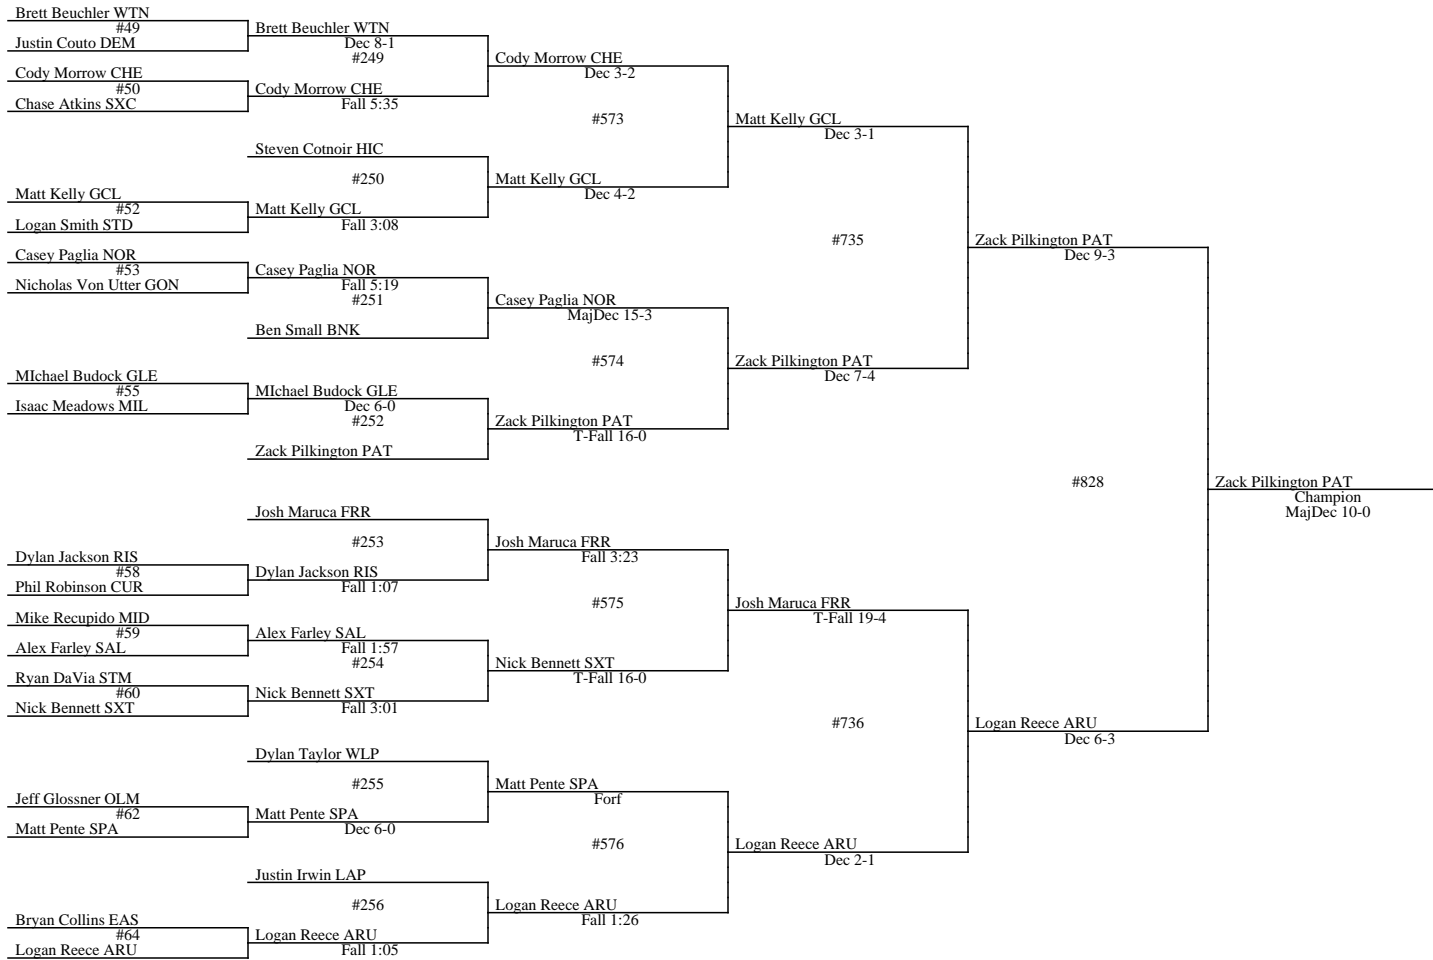 Brett Beuchler WTN
#49
Justin Couto DEM
Cody Morrow CHE
#50
Chase Atkins SXC
Matt Kelly GCL
#52
Logan Smith STD
Casey Paglia NOR
#53
Nicholas Von Utter GON
MIchael Budock GLE
#55
Isaac Meadows MIL
Dylan Jackson RIS
#58
Phil Robinson CUR
Mike Recupido MID
#59
Alex Farley SAL
Ryan DaVia STM
#60
Nick Bennett SXT
Jeff Glossner OLM
#62
Matt Pente SPA
Bryan Collins EAS
#64
Logan Reece ARU
Brett Beuchler WTN
Dec 8-1
#249
Cody Morrow CHE
Fall 5:35
Steven Cotnoir HIC
#250
Matt Kelly GCL
Fall 3:08
Casey Paglia NOR
Fall 5:19
#251
Ben Small BNK
MIchael Budock GLE
Dec 6-0
#252
Zack Pilkington PAT
Josh Maruca FRR
#253
Dylan Jackson RIS
Fall 1:07
Alex Farley SAL
Fall 1:57
#254
Nick Bennett SXT
Fall 3:01
Dylan Taylor WLP
#255
Matt Pente SPA
Dec 6-0
Justin Irwin LAP
#256
Logan Reece ARU
Fall 1:05
Cody Morrow CHE
Dec 3-2
#573
Matt Kelly GCL
Dec 4-2
Casey Paglia NOR
MajDec 15-3
#574
Zack Pilkington PAT
T-Fall 16-0
Josh Maruca FRR
Fall 3:23
#575
Nick Bennett SXT
T-Fall 16-0
Matt Pente SPA
Forf
#576
Logan Reece ARU
Fall 1:26
Matt Kelly GCL
Dec 3-1
#735
Zack Pilkington PAT
Dec 7-4
Josh Maruca FRR
T-Fall 19-4
#736
Logan Reece ARU
Dec 2-1
Zack Pilkington PAT
Dec 9-3
#828
Logan Reece ARU
Dec 6-3
Zack Pilkington PAT
Champion
MajDec 10-0